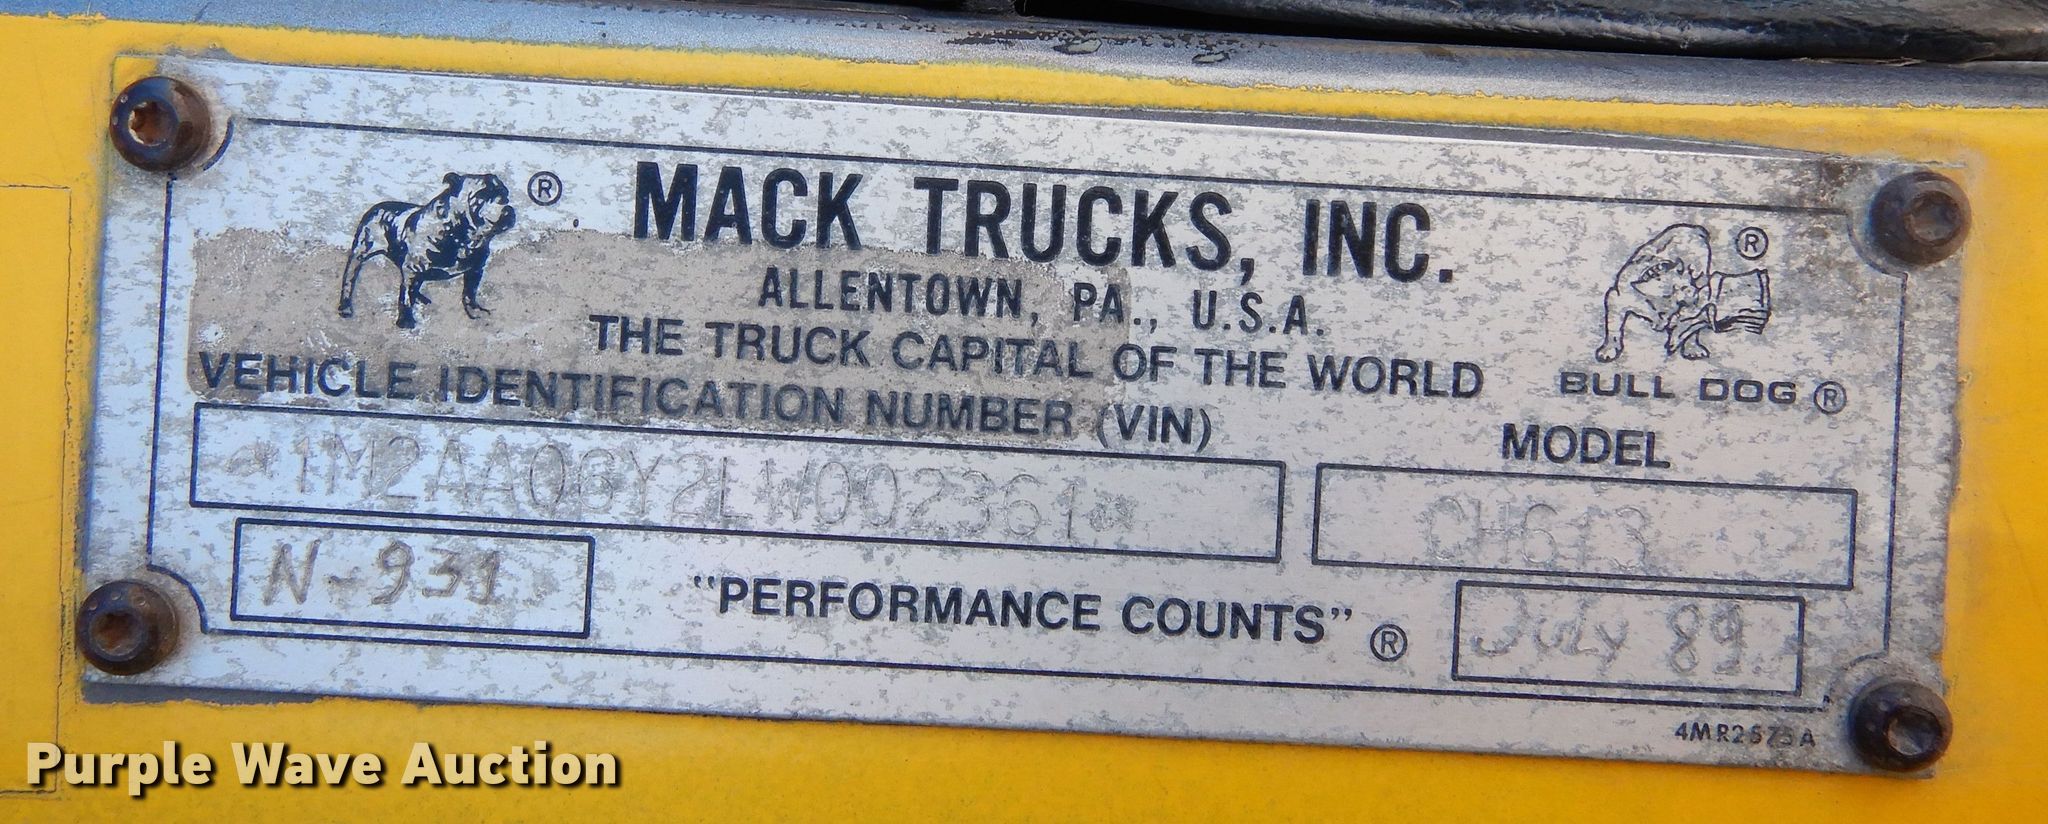 ® MACK TRUCKS, INC. ®
ALLENTOWN, PA., U.S.A.
THE TRUCK CAPITAL OF THE WORLD
BULL DOG ®
VEHICLE IDENTIFICATION NUMBER (VIN)
MODEL
1M2AA06Y2LW002361
CH613
N-931
"PERFORMANCE COUNTS" ®
July 89
4MR2575A
Purple Wave Auction